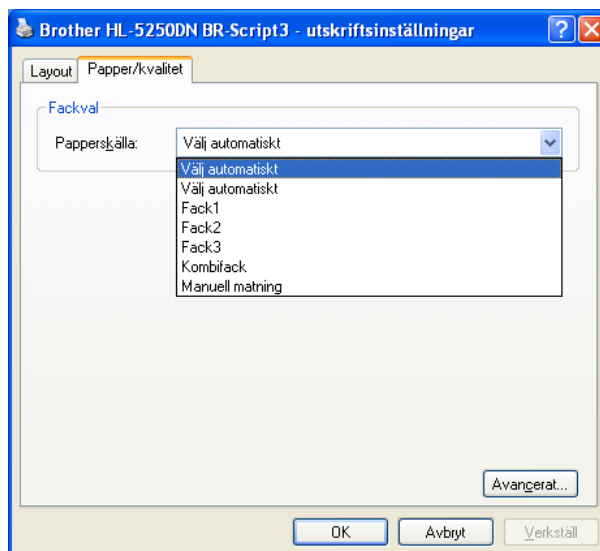 Brother HL-5250DN BR-Script3 - utskriftsinställningar
Layout Papper/kvalitet
Fackval
Papperskälla: Välj automatiskt
Välj automatiskt
Välj automatiskt
Fack1
Fack2
Fack3
Kombifack
Manuell matning
Avancerat...
OK Avbryt Verkställ